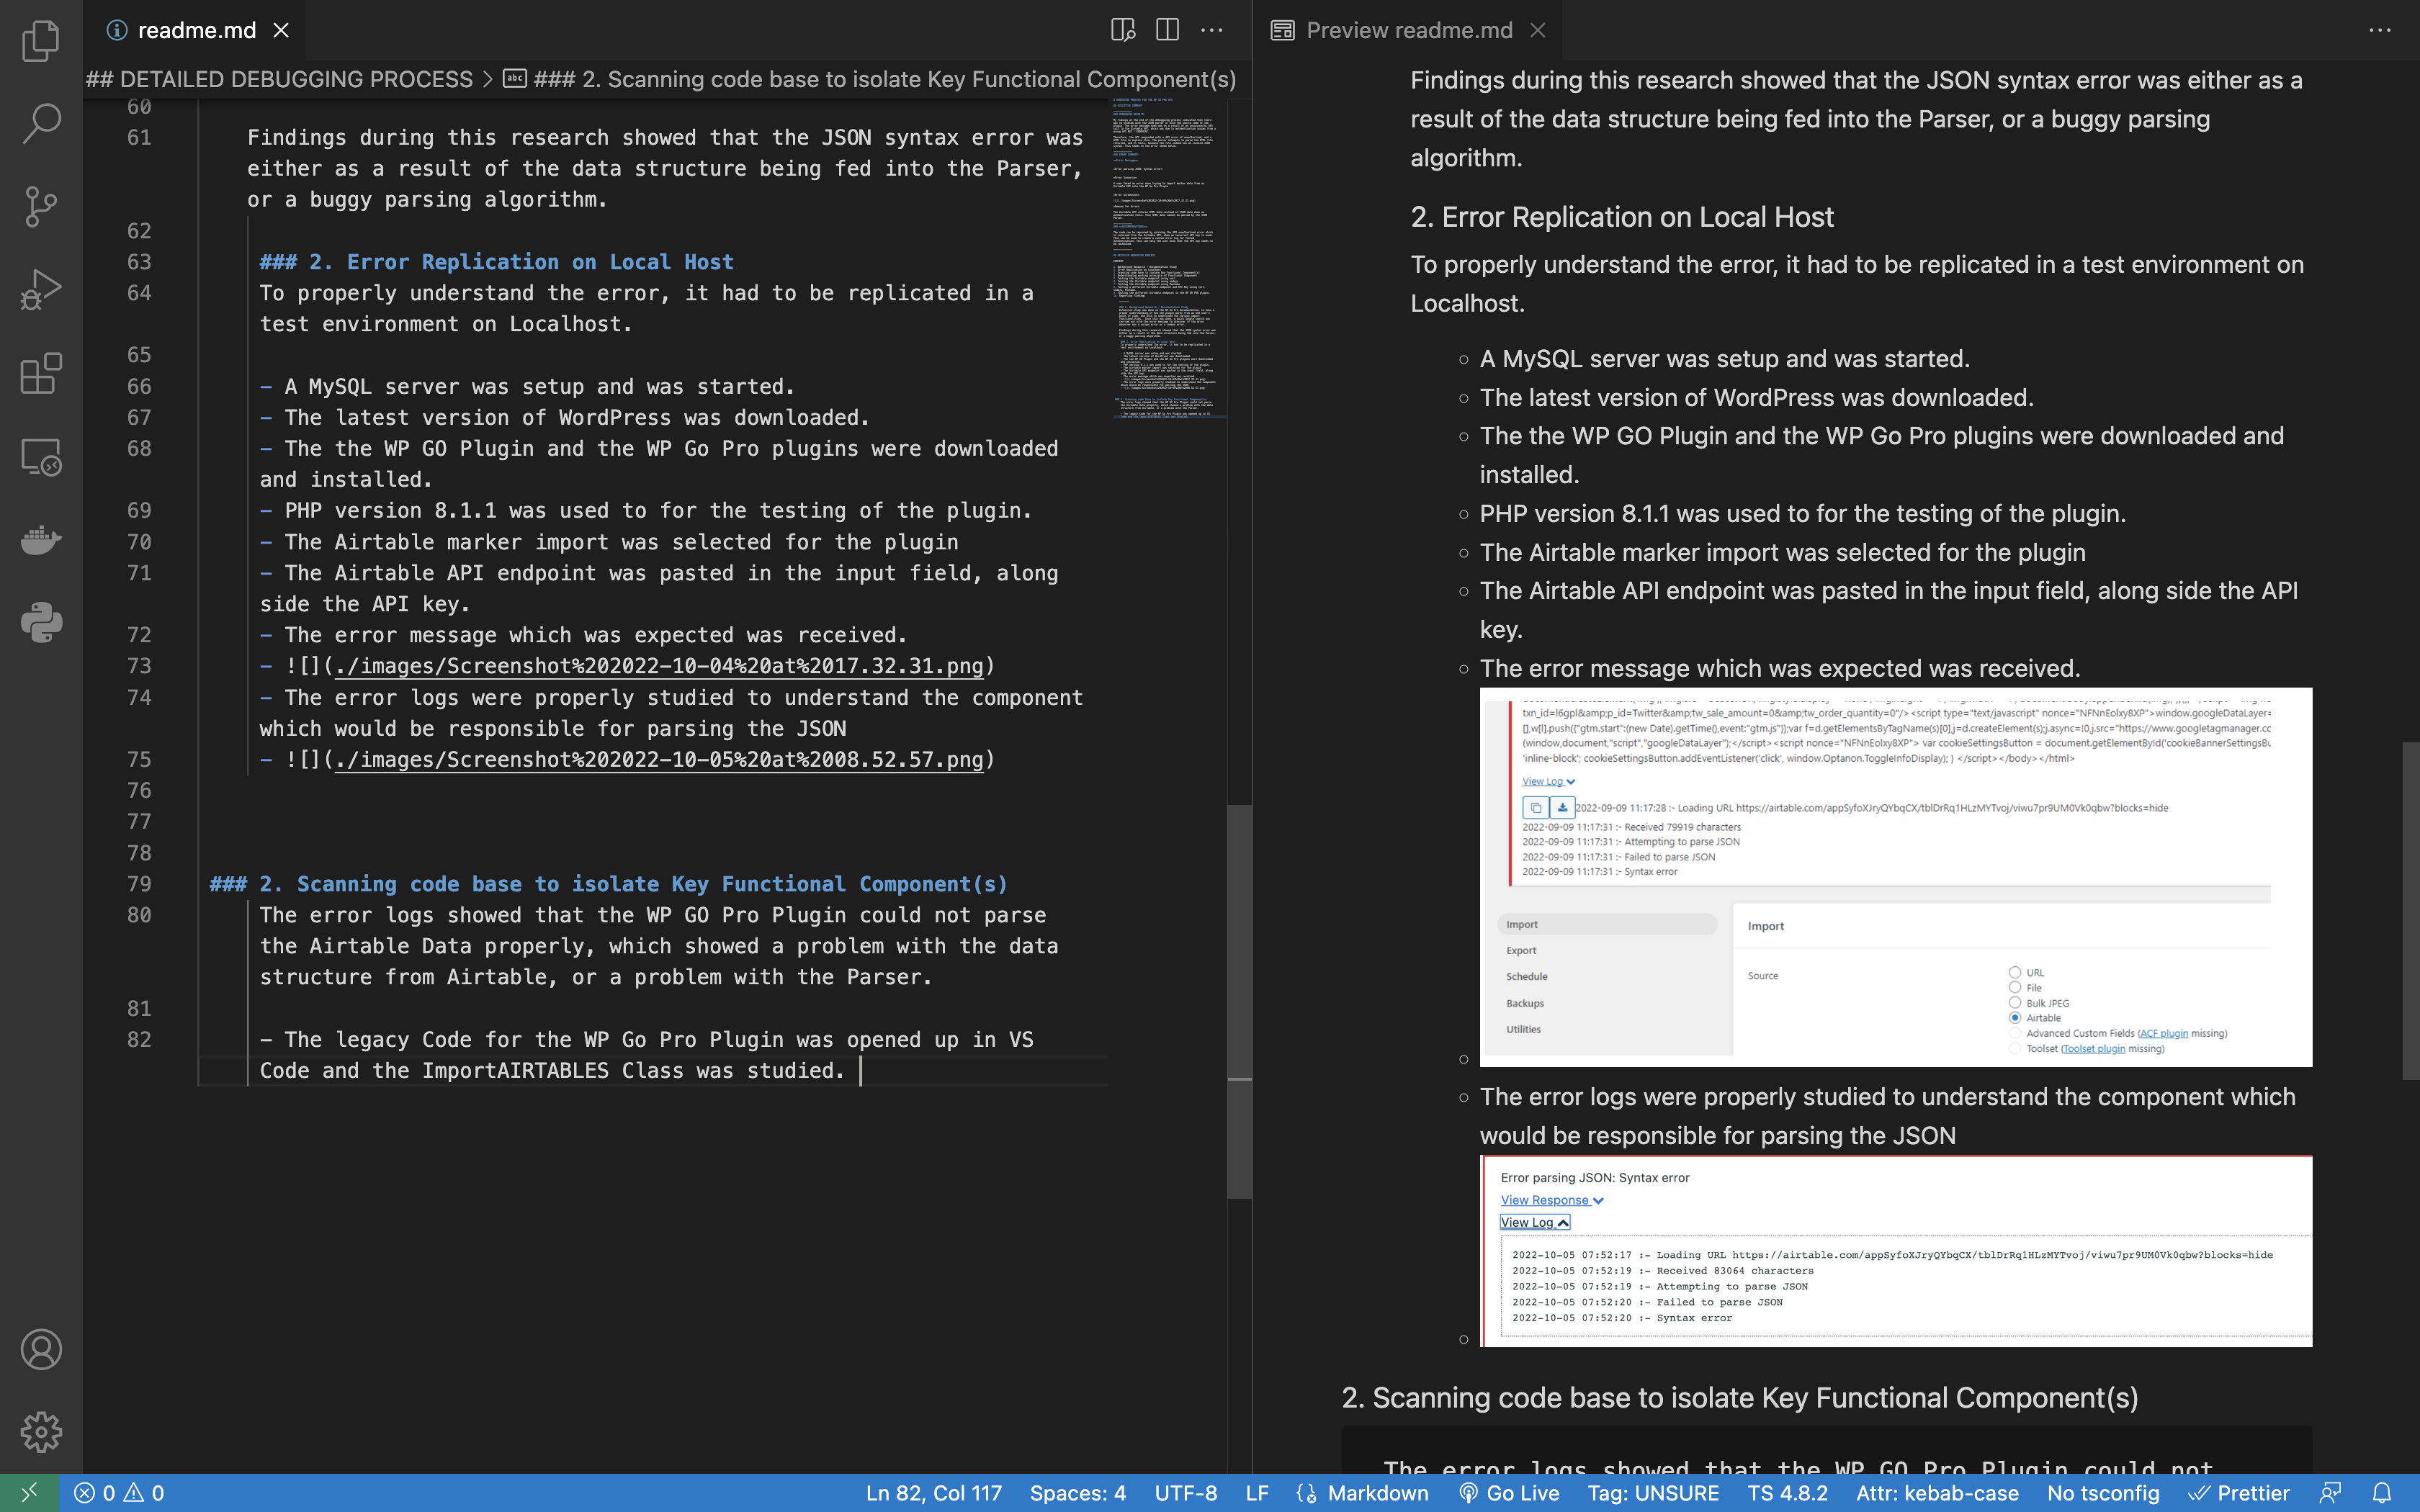 readme.md
Preview readme.md
## DETAILED DEBUGGING PROCESS > abc ### 2. Scanning code base to isolate Key Functional Component(s)
60
61 Findings during this research showed that the JSON syntax error was
either as a result of the data structure being fed into the Parser,
or a buggy parsing algorithm.
62
63 ### 2. Error Replication on Local Host
64 To properly understand the error, it had to be replicated in a
test environment on Localhost.
65
66 - A MySQL server was setup and was started.
67 - The latest version of WordPress was downloaded.
68 - The the WP GO Plugin and the WP Go Pro plugins were downloaded
and installed.
69 - PHP version 8.1.1 was used to for the testing of the plugin.
70 - The Airtable marker import was selected for the plugin
71 - The Airtable API endpoint was pasted in the input field, along
side the API key.
72 - The error message which was expected was received.
73 - ![](./images/Screenshot%202022-10-04%20at%2017.32.31.png)
74 - The error logs were properly studied to understand the component
which would be responsible for parsing the JSON
75 - ![](./images/Screenshot%202022-10-05%20at%2008.52.57.png)
76
77
78
79 ### 2. Scanning code base to isolate Key Functional Component(s)
80 The error logs showed that the WP GO Pro Plugin could not parse
the Airtable Data properly, which showed a problem with the data
structure from Airtable, or a problem with the Parser.
81
82 - The legacy Code for the WP Go Pro Plugin was opened up in VS
Code and the ImportAIRTABLES Class was studied.
Findings during this research showed that the JSON syntax error was either as a
result of the data structure being fed into the Parser, or a buggy parsing
algorithm.
2. Error Replication on Local Host
To properly understand the error, it had to be replicated in a test environment on
Localhost.
A MySQL server was setup and was started.
The latest version of WordPress was downloaded.
The the WP GO Plugin and the WP Go Pro plugins were downloaded and
installed.
PHP version 8.1.1 was used to for the testing of the plugin.
The Airtable marker import was selected for the plugin
The Airtable API endpoint was pasted in the input field, along side the API
key.
The error message which was expected was received.
txn_id=l6gpl&amp;p_id=Twitter&amp;tw_sale_amount=0&amp;tw_order_quantity=0"/> <script type="text/javascript" nonce="NFNnEolxy8XP">window.googleDataLayer=
[],w[l].push({"gtm.start":(new Date).getTime(),event:"gtm.js"});var f=d.getElementsByTagName(s)[0],j=d.createElement(s);j.async=!0,j.src="https://www.googletagmanager.cc
(window,document,"script","googleDataLayer");</script> <script nonce="NFNnEolxy8XP"> var cookieSettingsButton = document.getElementById('cookieBannerSettingsBu
'inline-block'; cookieSettingsButton.addEventListener('click', window.Optanon.ToggleInfoDisplay); } </script></body></html>
View Log
2022-09-09 11:17:28 :- Loading URL https://airtable.com/appSyfoXJryQYbqCX/tblDrRq1HLzMYTvoj/viwu7pr9UM0Vk0qbw?blocks=hide
2022-09-09 11:17:31 :- Received 79919 characters
2022-09-09 11:17:31 :- Attempting to parse JSON
2022-09-09 11:17:31 :- Failed to parse JSON
2022-09-09 11:17:31 :- Syntax error
Import
Export
Schedule
Backups
Utilities
Import
Source
URL
File
Bulk JPEG
Airtable
Advanced Custom Fields (ACF plugin missing)
Toolset (Toolset plugin missing)
The error logs were properly studied to understand the component which
would be responsible for parsing the JSON
Error parsing JSON: Syntax error
View Response
View Log
2022-10-05 07:52:17 :- Loading URL https://airtable.com/appSyfoXJryQYbqCX/tblDrRq1HLzMYTvoj/viwu7pr9UM0Vk0qbw?blocks=hide
2022-10-05 07:52:19 :- Received 83064 characters
2022-10-05 07:52:19 :- Attempting to parse JSON
2022-10-05 07:52:20 :- Failed to parse JSON
2022-10-05 07:52:20 :- Syntax error
2. Scanning code base to isolate Key Functional Component(s)
The error logs showed that the WP GO Pro Plugin could not
0 0 Ln 82, Col 117 Spaces: 4 UTF-8 LF Markdown Go Live Tag: UNSURE TS 4.8.2 Attr: kebab-case No tsconfig Prettier